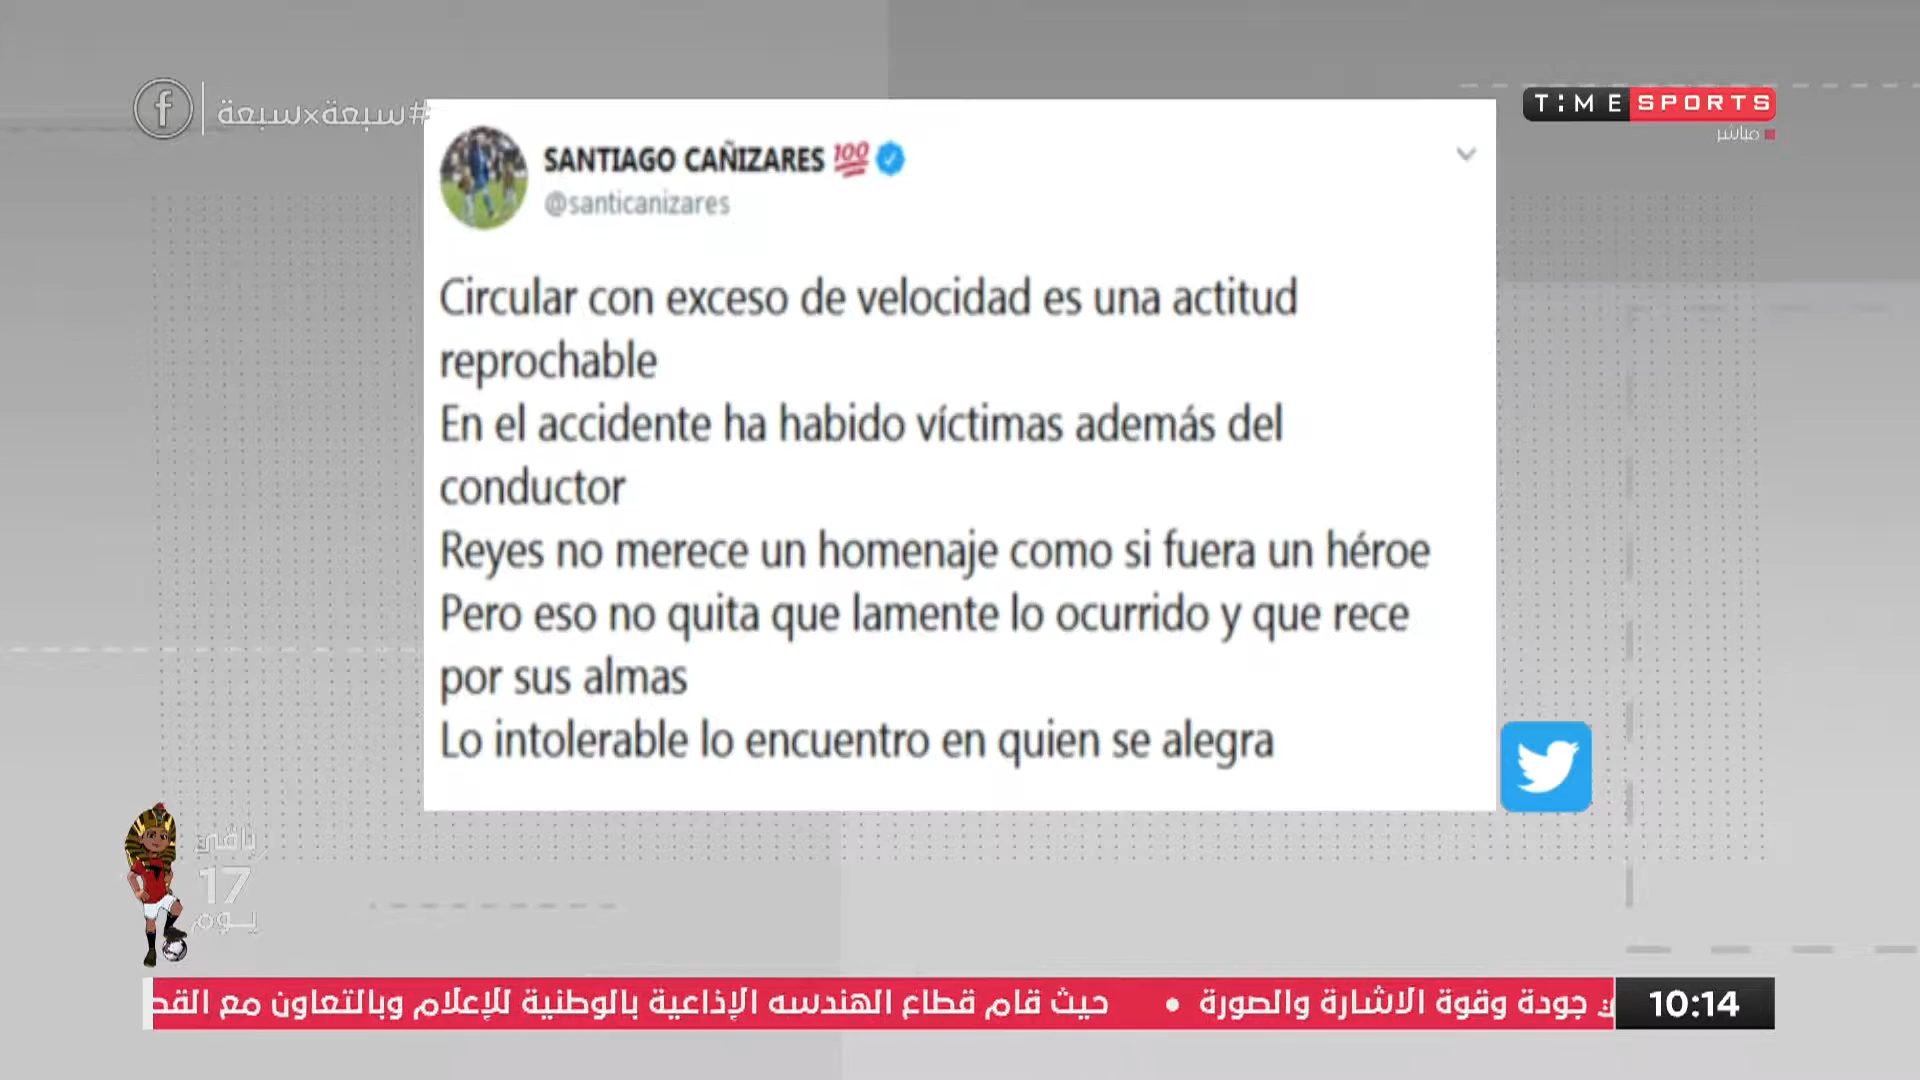 #سبعة×سبعة
TIME SPORTS
مباشر
SANTIAGO CAÑIZARES 💯
@santicanizares
Circular con exceso de velocidad es una actitud
reprochable
En el accidente ha habido víctimas además del
conductor
Reyes no merece un homenaje como si fuera un héroe
Pero eso no quita que lamente lo ocurrido y que rece
por sus almas
Lo intolerable lo encuentro en quien se alegra
باقي
17
يــوم
جودة وقوة الاشارة والصورة • حيث قام قطاع الهندسه الإذاعية بالوطنية للإعلام وبالتعاون مع
10:14